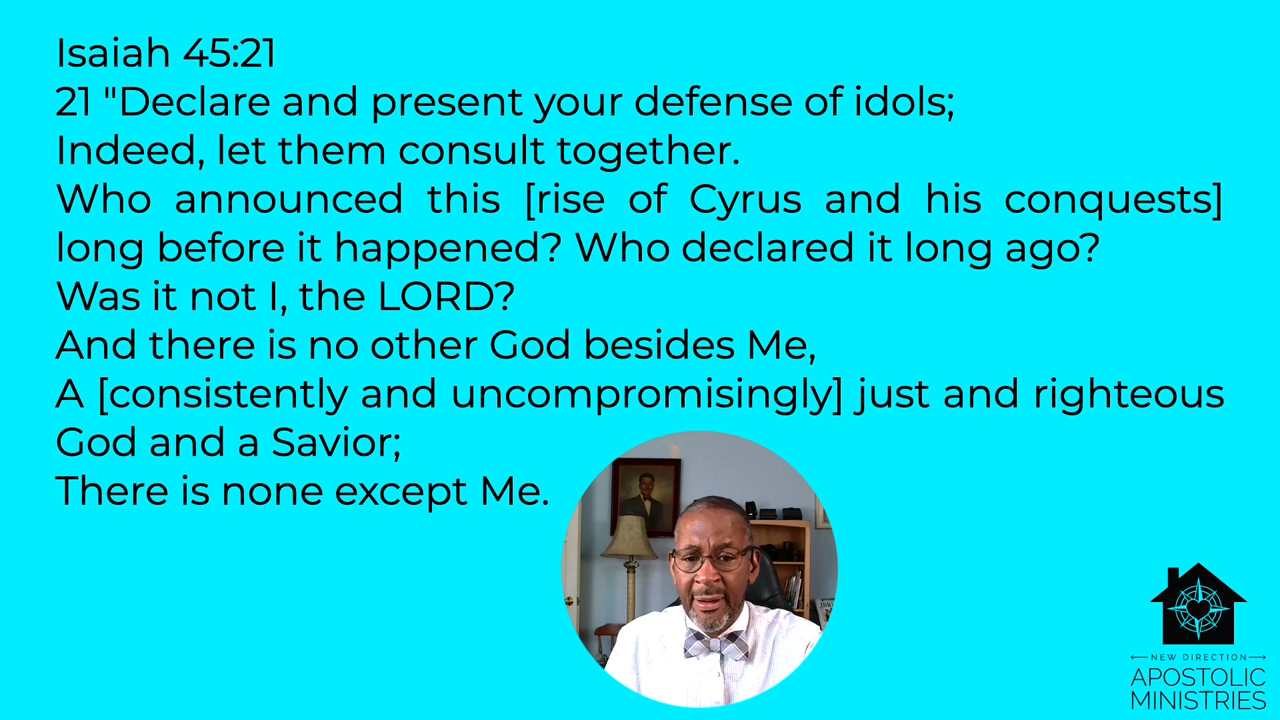 Isaiah 45:21
21 "Declare and present your defense of idols;
Indeed, let them consult together.
Who announced this [rise of Cyrus and his conquests]
long before it happened? Who declared it long ago?
Was it not I, the LORD?
And there is no other God besides Me,
A [consistently and uncompromisingly] just and righteous
God and a Savior;
There is none except Me.
NEW DIRECTION
APOSTOLIC
MINISTRIES